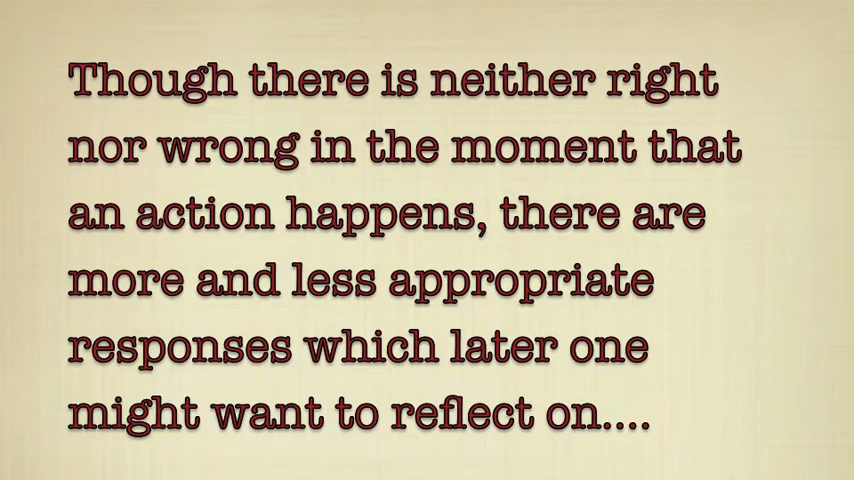 Though there is neither right
nor wrong in the moment that
an action happens, there are
more and less appropriate
responses which later one
might want to reflect on....